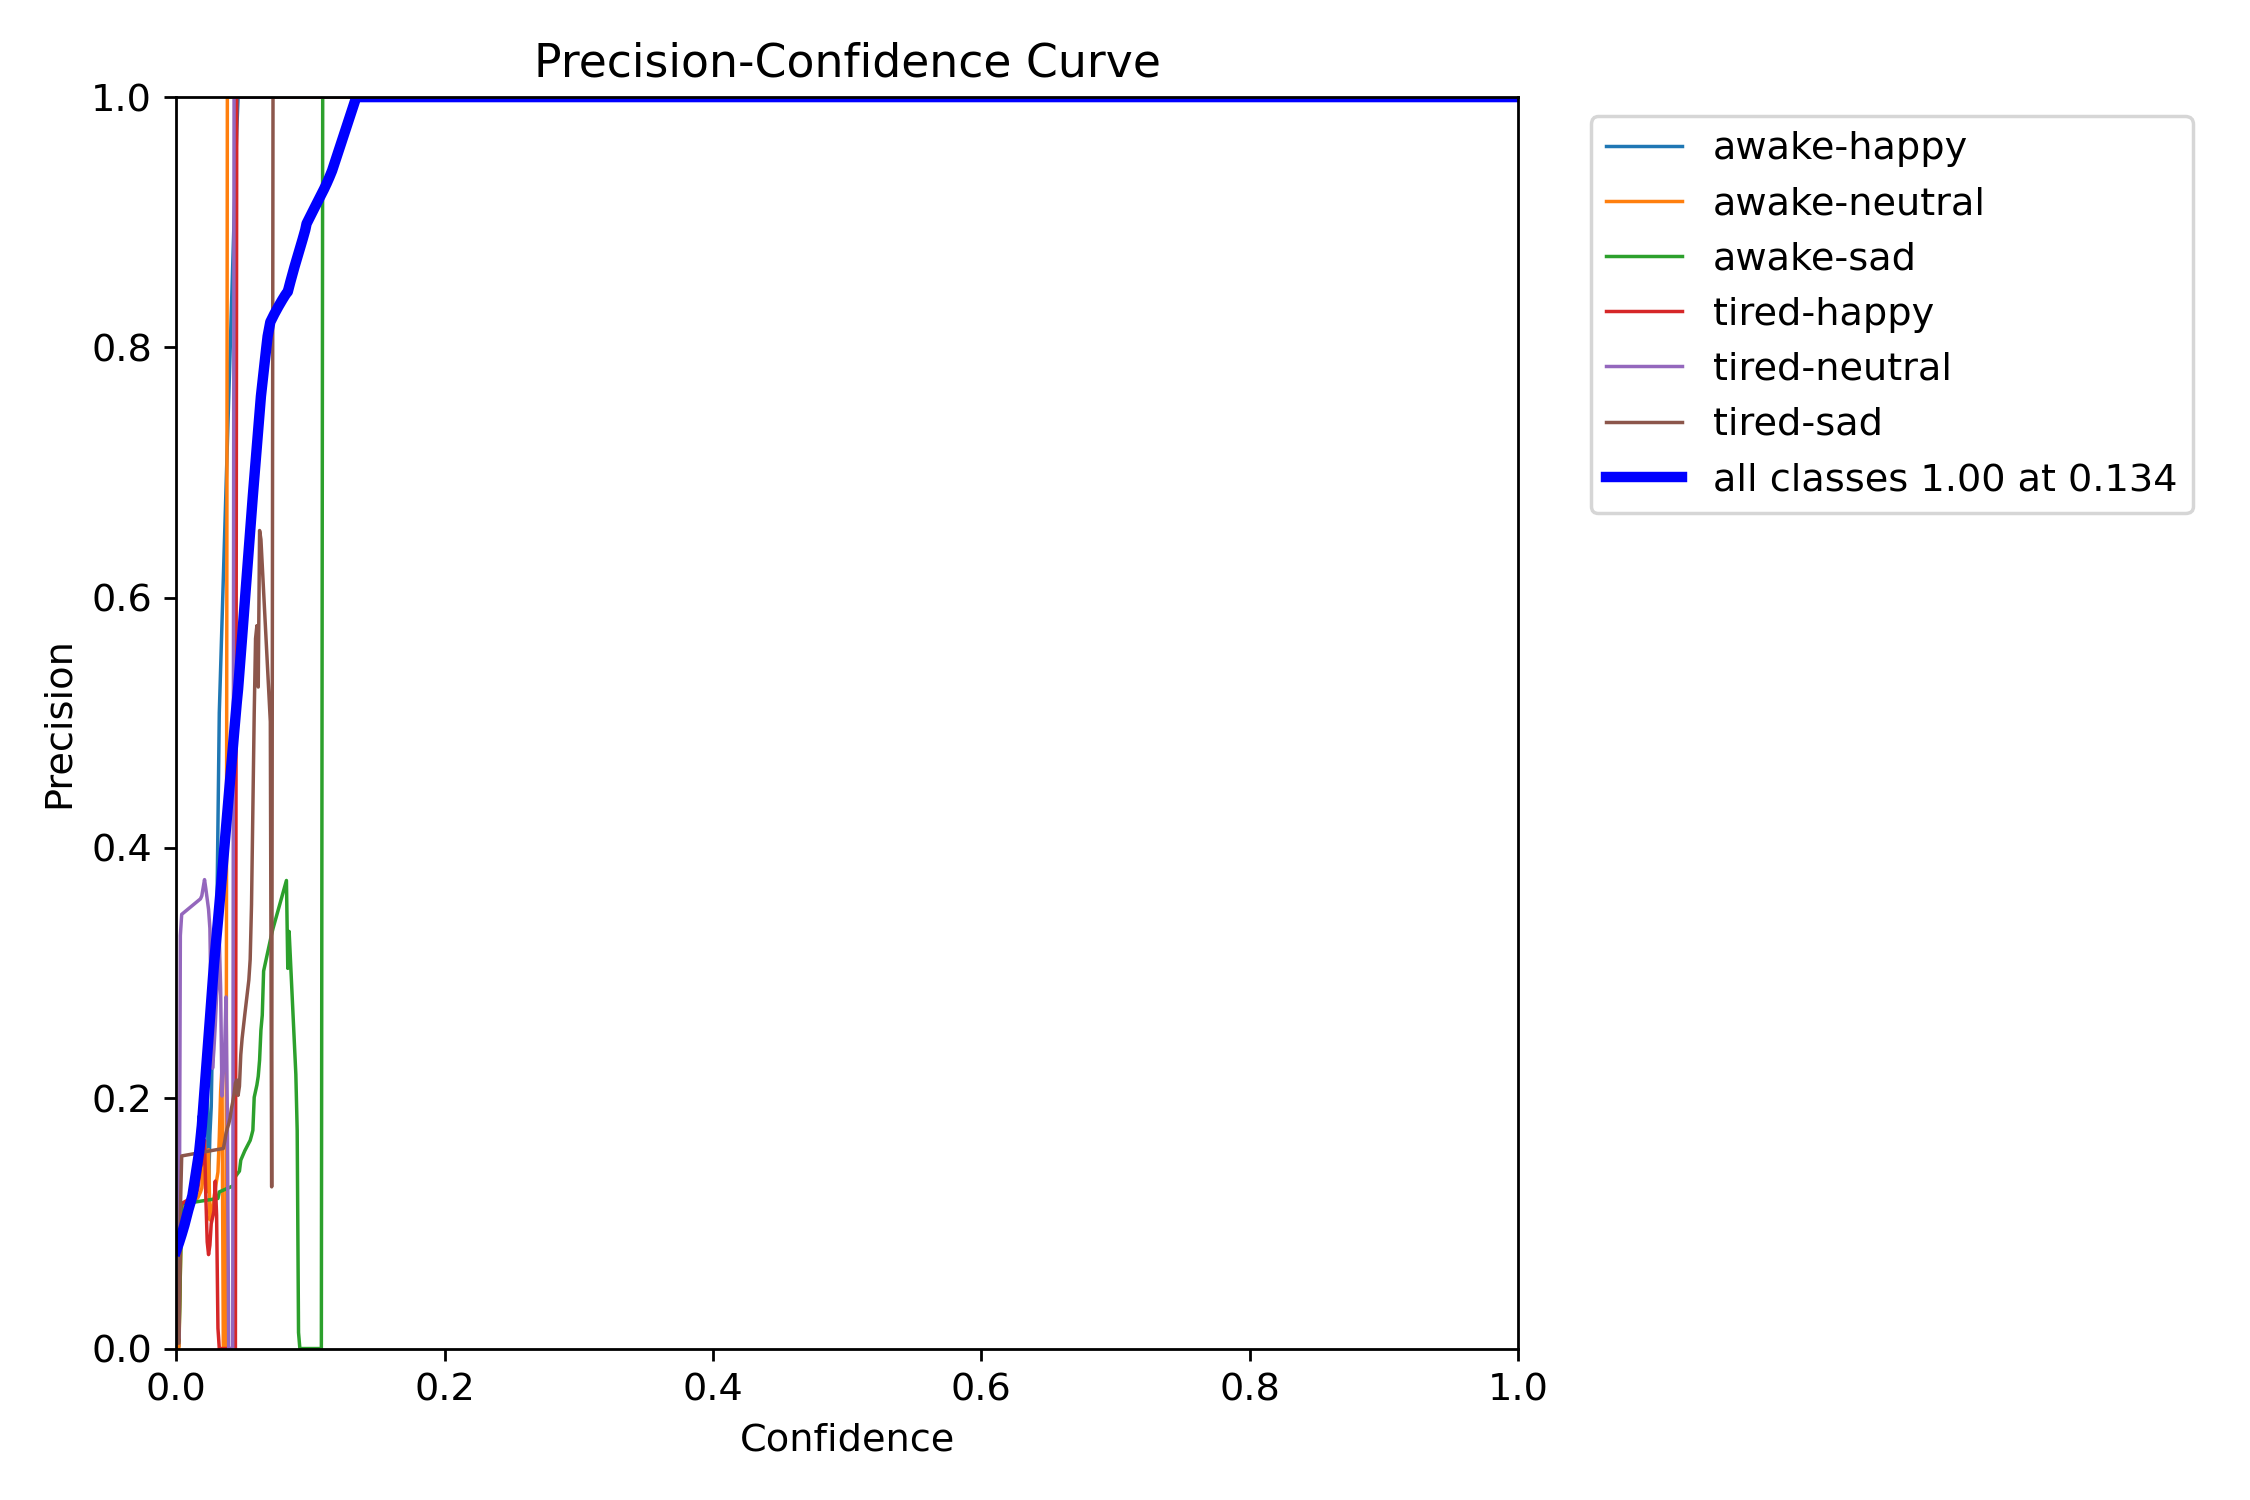 Precision-Confidence Curve
1.0
0.8
0.6
0.4
0.2
0.0
Precision
0.0 0.2 0.4 0.6 0.8 1.0
Confidence
awake-happy
awake-neutral
awake-sad
tired-happy
tired-neutral
tired-sad
all classes 1.00 at 0.134